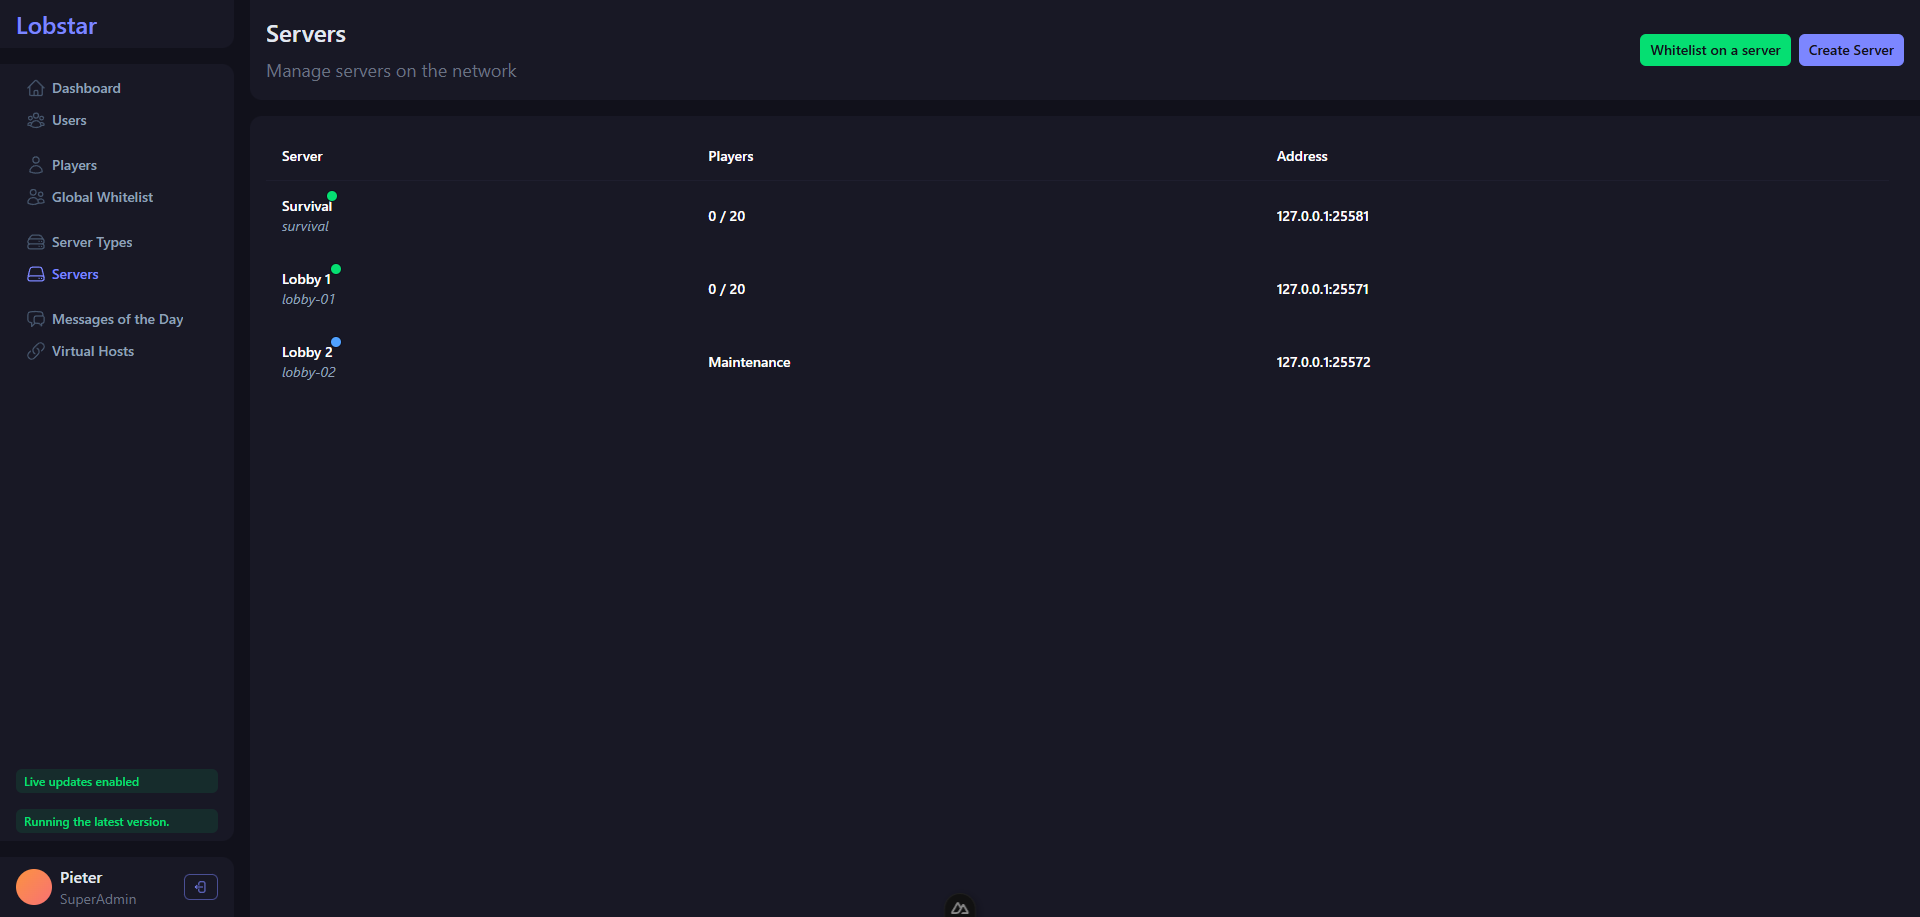 Lobstar
Dashboard
Users
Players
Global Whitelist
Server Types
Servers
Messages of the Day
Virtual Hosts
Live updates enabled
Running the latest version.
Pieter
SuperAdmin
Servers
Manage servers on the network
Whitelist on a server
Create Server
Server Players Address
Survival
survival
0 / 20
127.0.0.1:25581
Lobby 1
lobby-01
0 / 20
127.0.0.1:25571
Lobby 2
lobby-02
Maintenance
127.0.0.1:25572